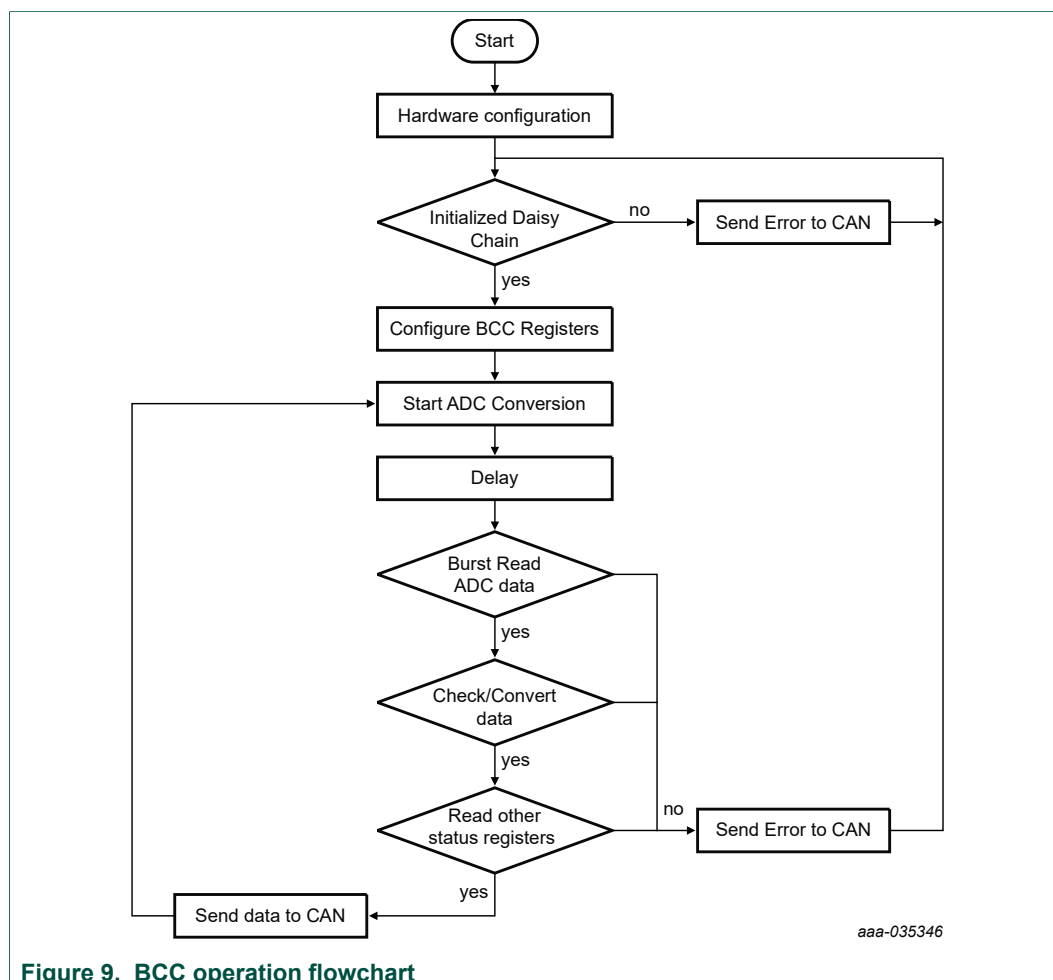 Start
Hardware configuration
Initialized Daisy
Chain
no
Send Error to CAN
yes
Configure BCC Registers
Start ADC Conversion
Delay
Burst Read
ADC data
yes
Check/Convert
data
yes
Read other
status registers
no
Send Error to CAN
yes
Send data to CAN
aaa-035346
Figure 9. BCC operation flowchart